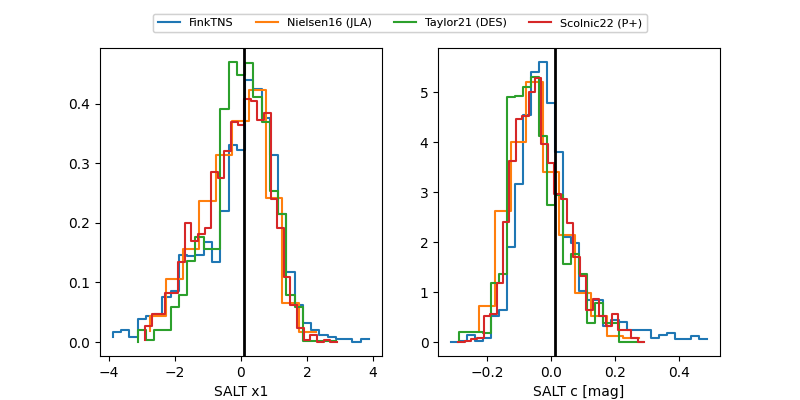 FinkTNS Nielsen16 (JLA) Taylor21 (DES) Scolnic22 (P+)
0.4
0.3
0.2
0.1
0.0
−4 −2 0 2 4
SALT x1
5
4
3
2
1
0
−0.2 0.0 0.2 0.4
SALT c [mag]